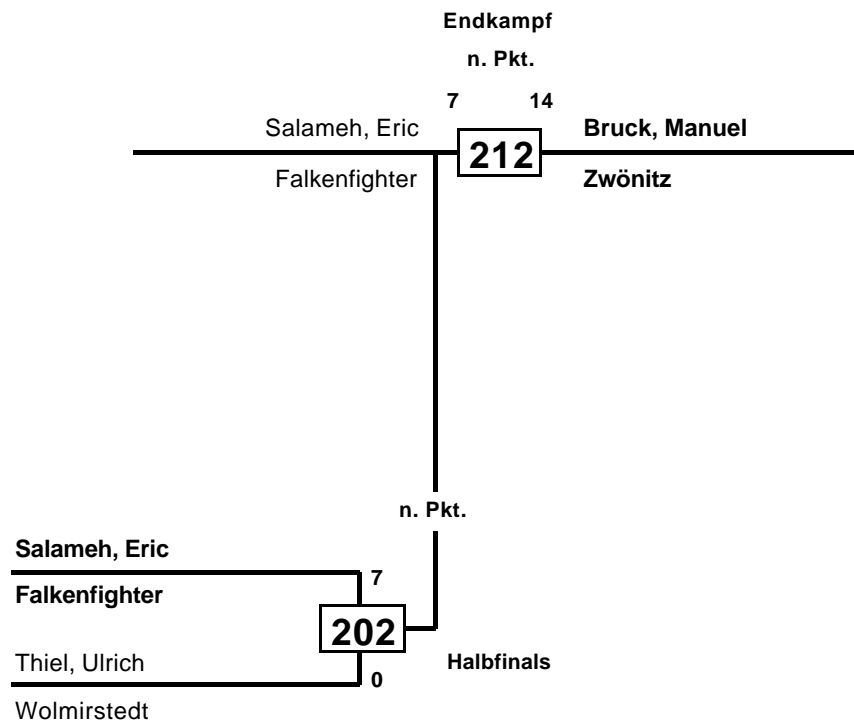 Endkampf
n. Pkt.
7 14
Salameh, Eric 212 Bruck, Manuel
Falkenfighter Zwönitz
n. Pkt.
Salameh, Eric
7
Falkenfighter
202
Thiel, Ulrich Halbfinals
0
Wolmirstedt